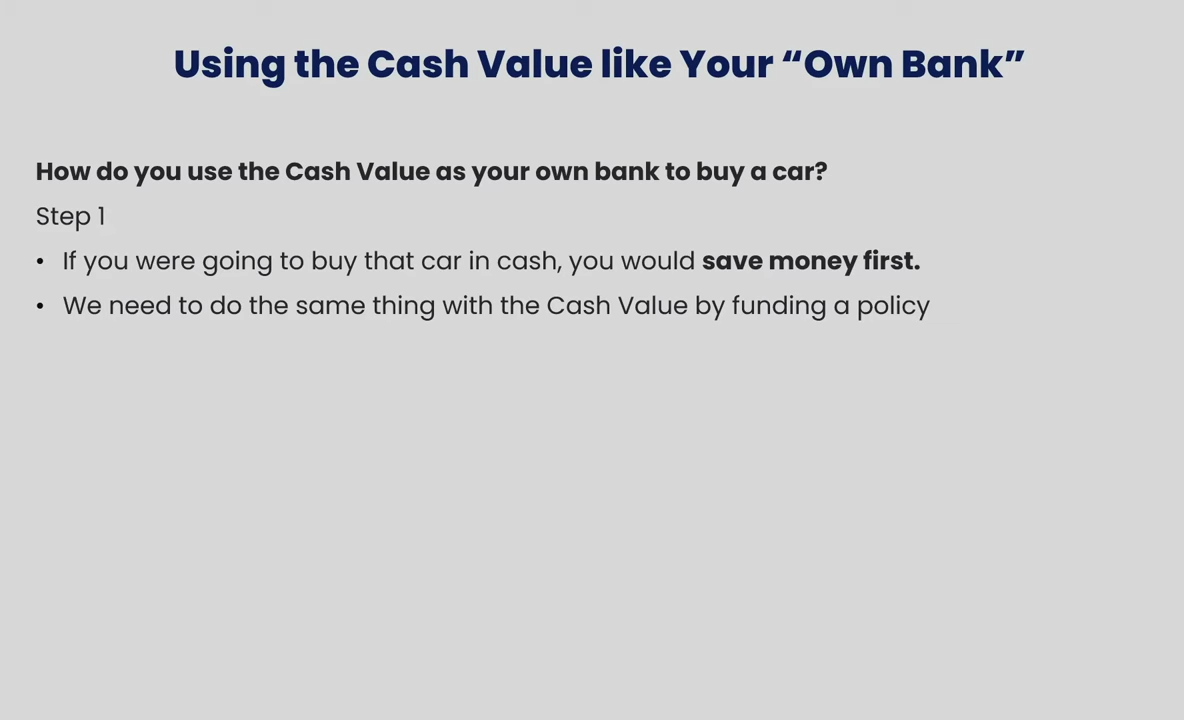 Using the Cash Value like Your “Own Bank”
How do you use the Cash Value as your own bank to buy a car?
Step 1
• If you were going to buy that car in cash, you would save money first.
• We need to do the same thing with the Cash Value by funding a policy